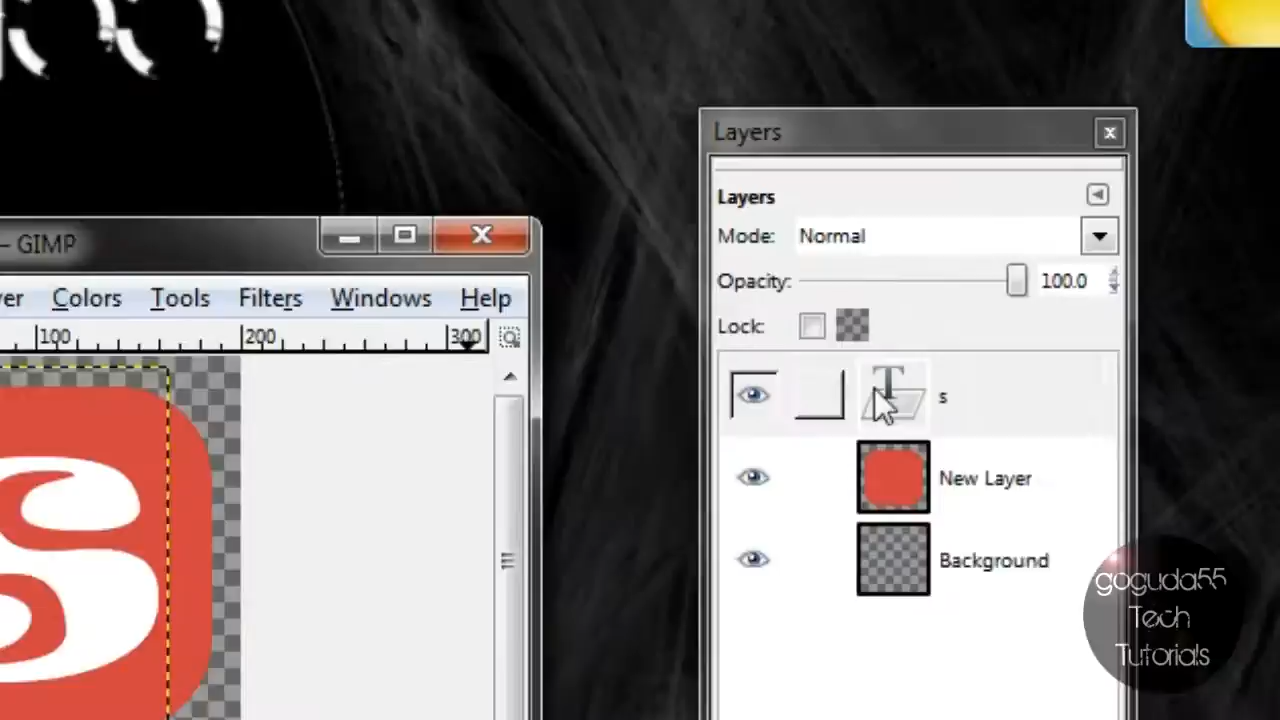 Layers
Layers
Mode: Normal
Opacity: 100.0
Lock:
– GIMP
Colors Tools Filters Windows Help
100 200 300
s
S
New Layer
Background
goguda55
Tech
Tutorials